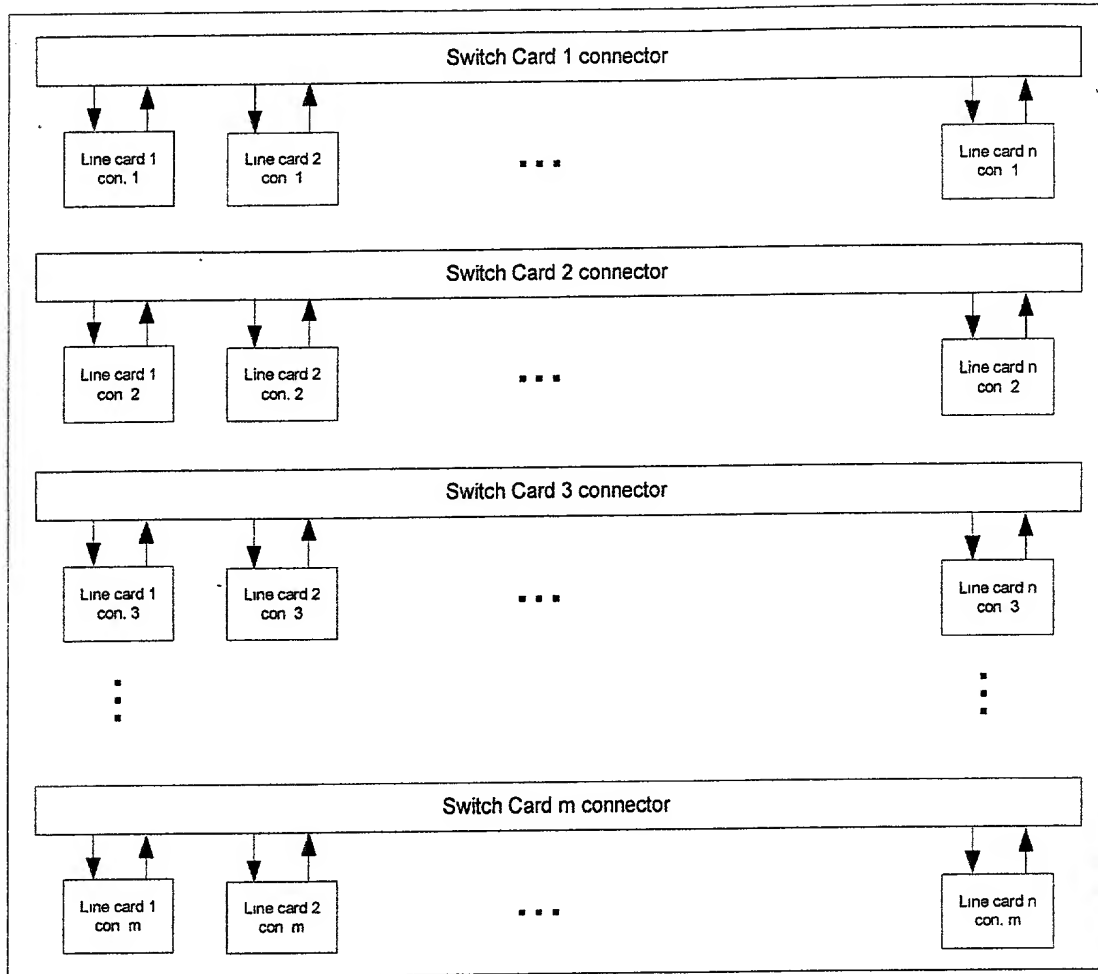 Switch Card 1 connector
Line card 1
con. 1
Line card 2
con 1
...
Line card n
con 1
Switch Card 2 connector
Line card 1
con 2
Line card 2
con. 2
...
Line card n
con 2
Switch Card 3 connector
Line card 1
con. 3
Line card 2
con 3
...
Line card n
con 3
Switch Card m connector
Line card 1
con m
Line card 2
con m
...
Line card n
con. m